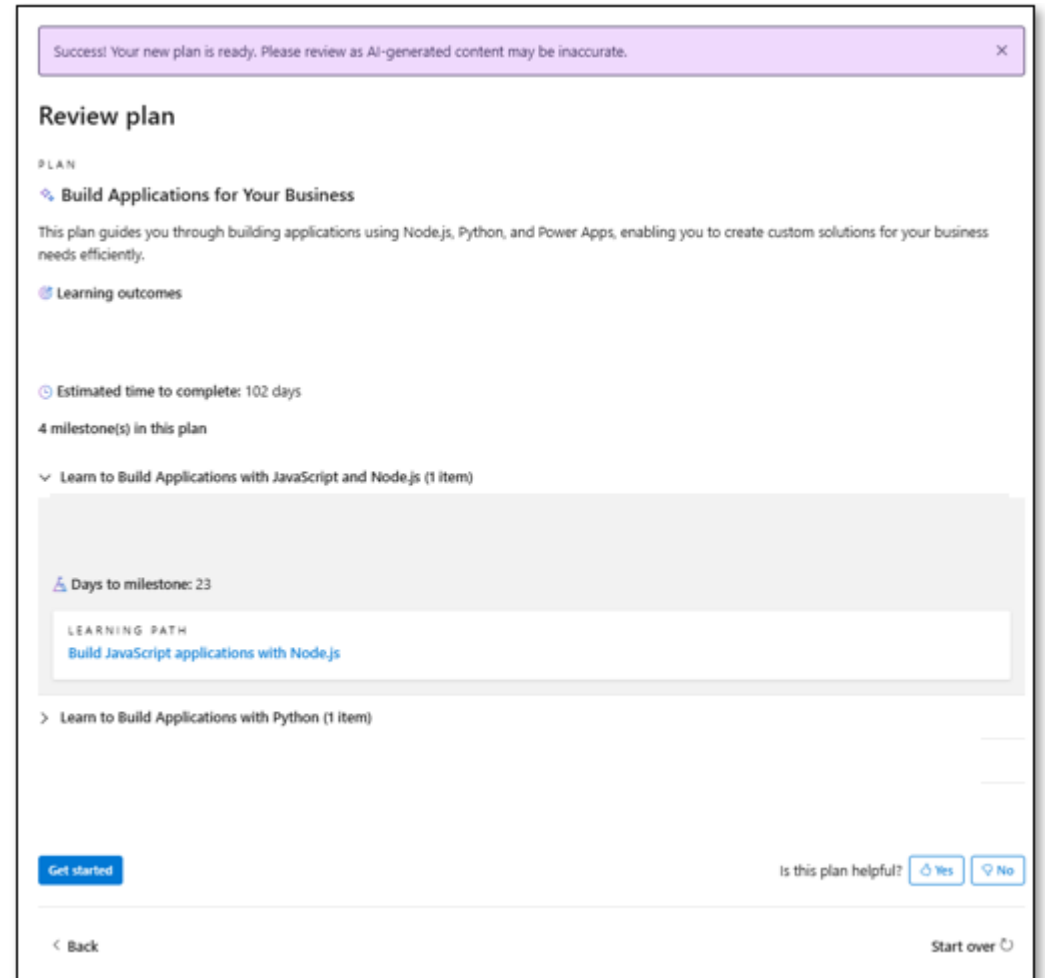 Success! Your new plan is ready. Please review as AI-generated content may be inaccurate.
Review plan
PLAN
Build Applications for Your Business
This plan guides you through building applications using Node.js, Python, and Power Apps, enabling you to create custom solutions for your business
needs efficiently.
Learning outcomes
Estimated time to complete: 102 days
4 milestone(s) in this plan
Learn to Build Applications with JavaScript and Node.js (1 item)
Days to milestone: 23
LEARNING PATH
Build JavaScript applications with Node.js
Learn to Build Applications with Python (1 item)
Get started
Is this plan helpful? Yes No
Back
Start over